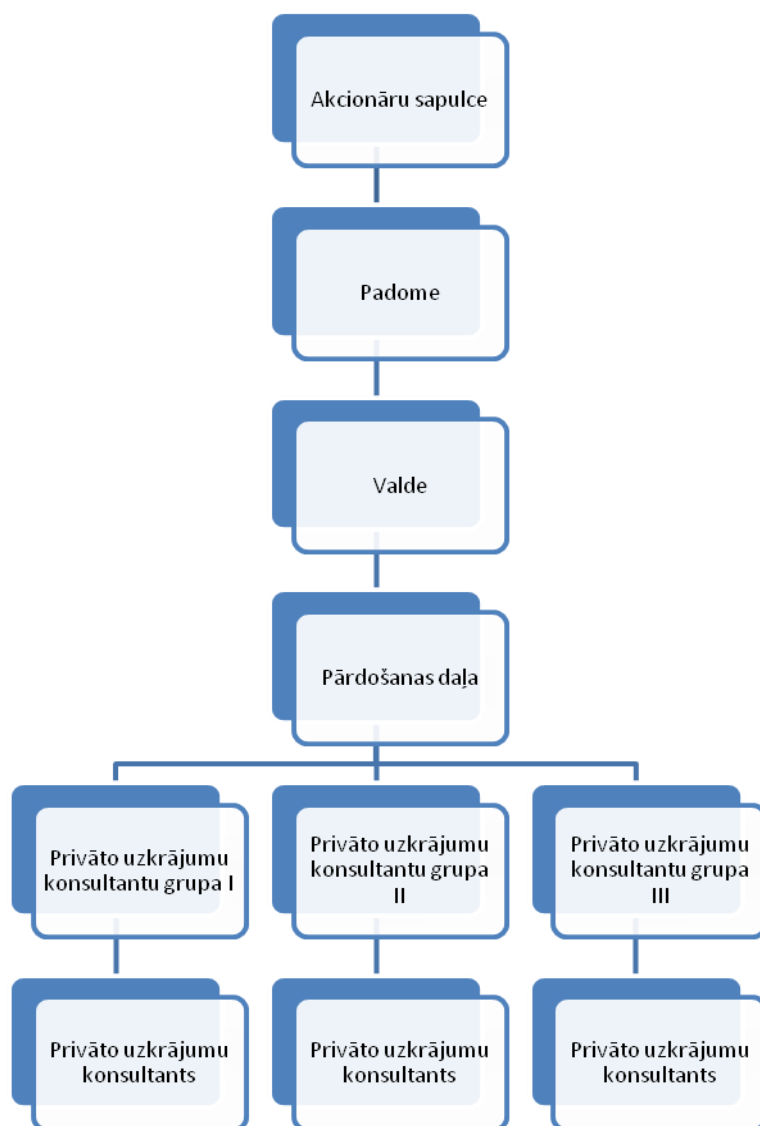 Akcionāru sapulce
Padome
Valde
Pārdošanas daļa
Privāto uzkrājumu
konsultantu grupa I
Privāto uzkrājumu
konsultantu grupa
II
Privāto uzkrājumu
konsultantu grupa
III
Privāto uzkrājumu
konsultants
Privāto uzkrājumu
konsultants
Privāto uzkrājumu
konsultants